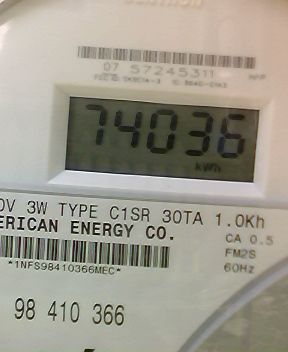 07 57245311
74036
kWh
0V 3W TYPE C1SR 30TA 1.0Kh
ERICAN ENERGY CO.
CA 0.5
*1NFS98410366MEC*
FM2S
60Hz
98 410 366